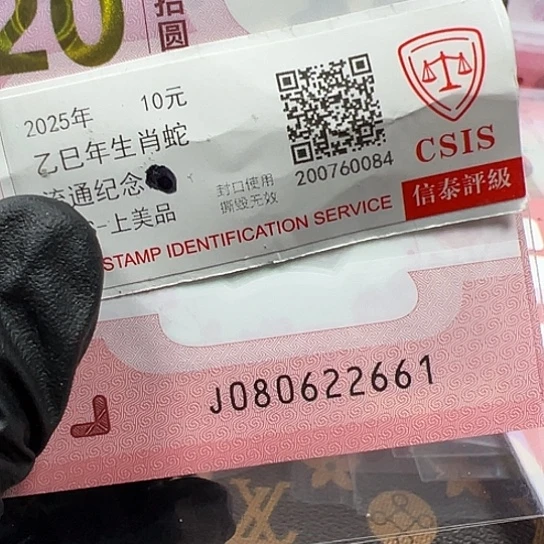 20
拾圆
2025年 10元
乙巳年生肖蛇
流通纪念
上美品
封口使用
撕毁无效
200760084
CSIS
信泰評級
STAMP IDENTIFICATION SERVICE
J080622661
LV